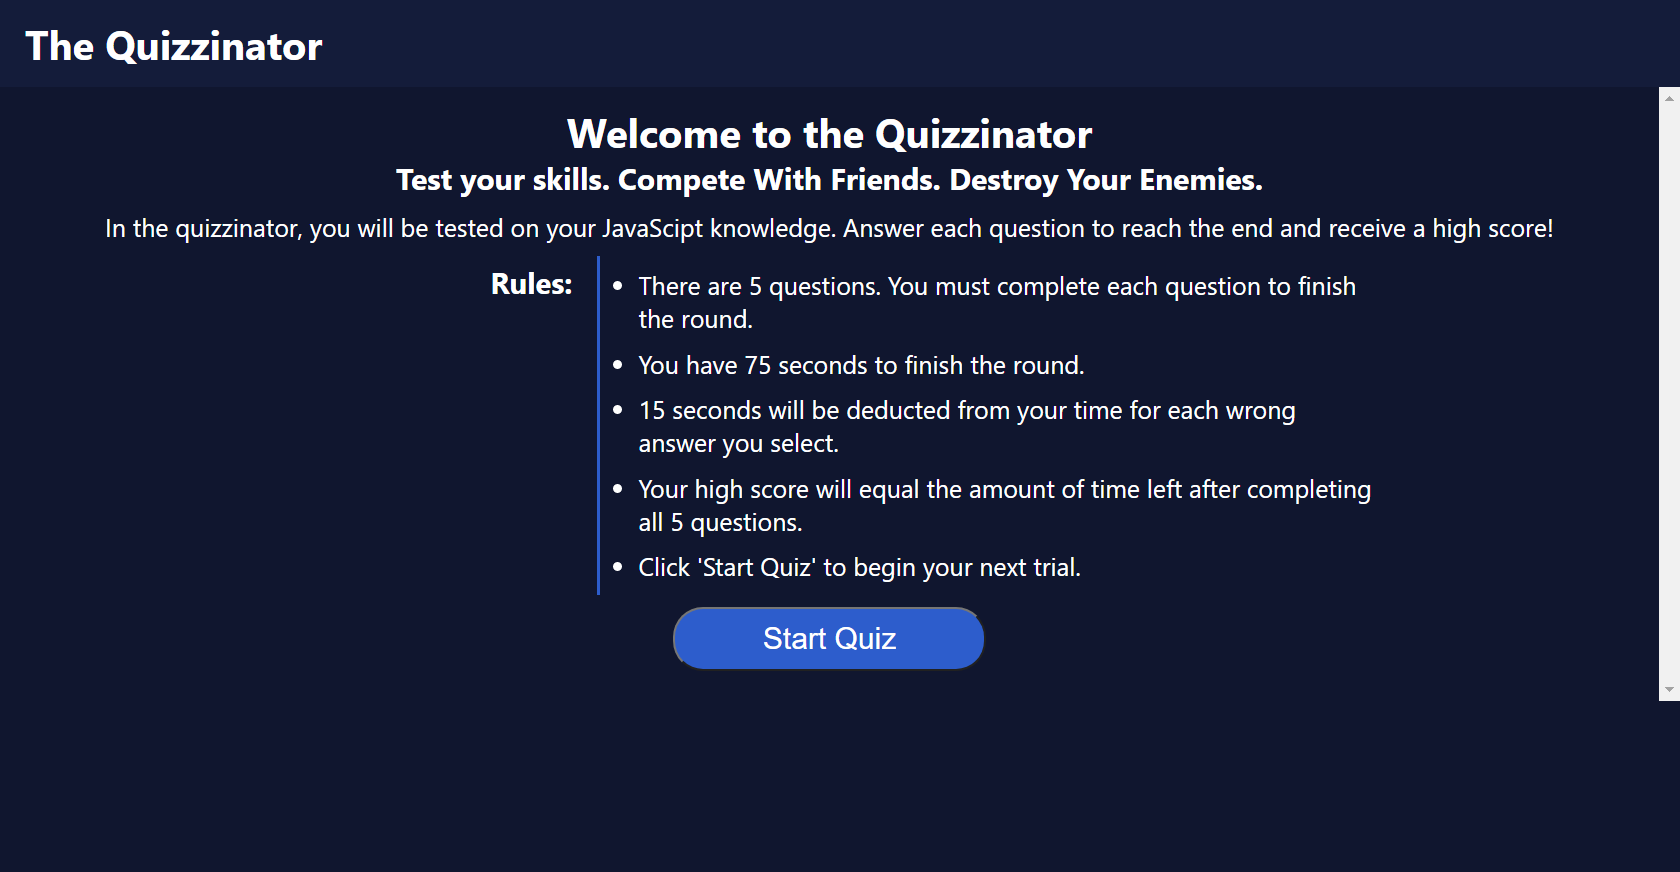 The Quizzinator
Welcome to the Quizzinator
Test your skills. Compete With Friends. Destroy Your Enemies.
In the quizzinator, you will be tested on your JavaScipt knowledge. Answer each question to reach the end and receive a high score!
Rules:
• There are 5 questions. You must complete each question to finish
the round.
• You have 75 seconds to finish the round.
• 15 seconds will be deducted from your time for each wrong
answer you select.
• Your high score will equal the amount of time left after completing
all 5 questions.
• Click 'Start Quiz' to begin your next trial.
Start Quiz